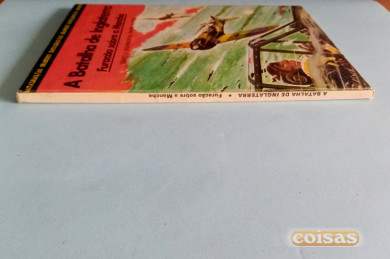 A Batalha de Inglaterra
Furacão sobre a Mancha
A BATALHA DE INGLATERRA • Furacão sobre a Mancha
coisas